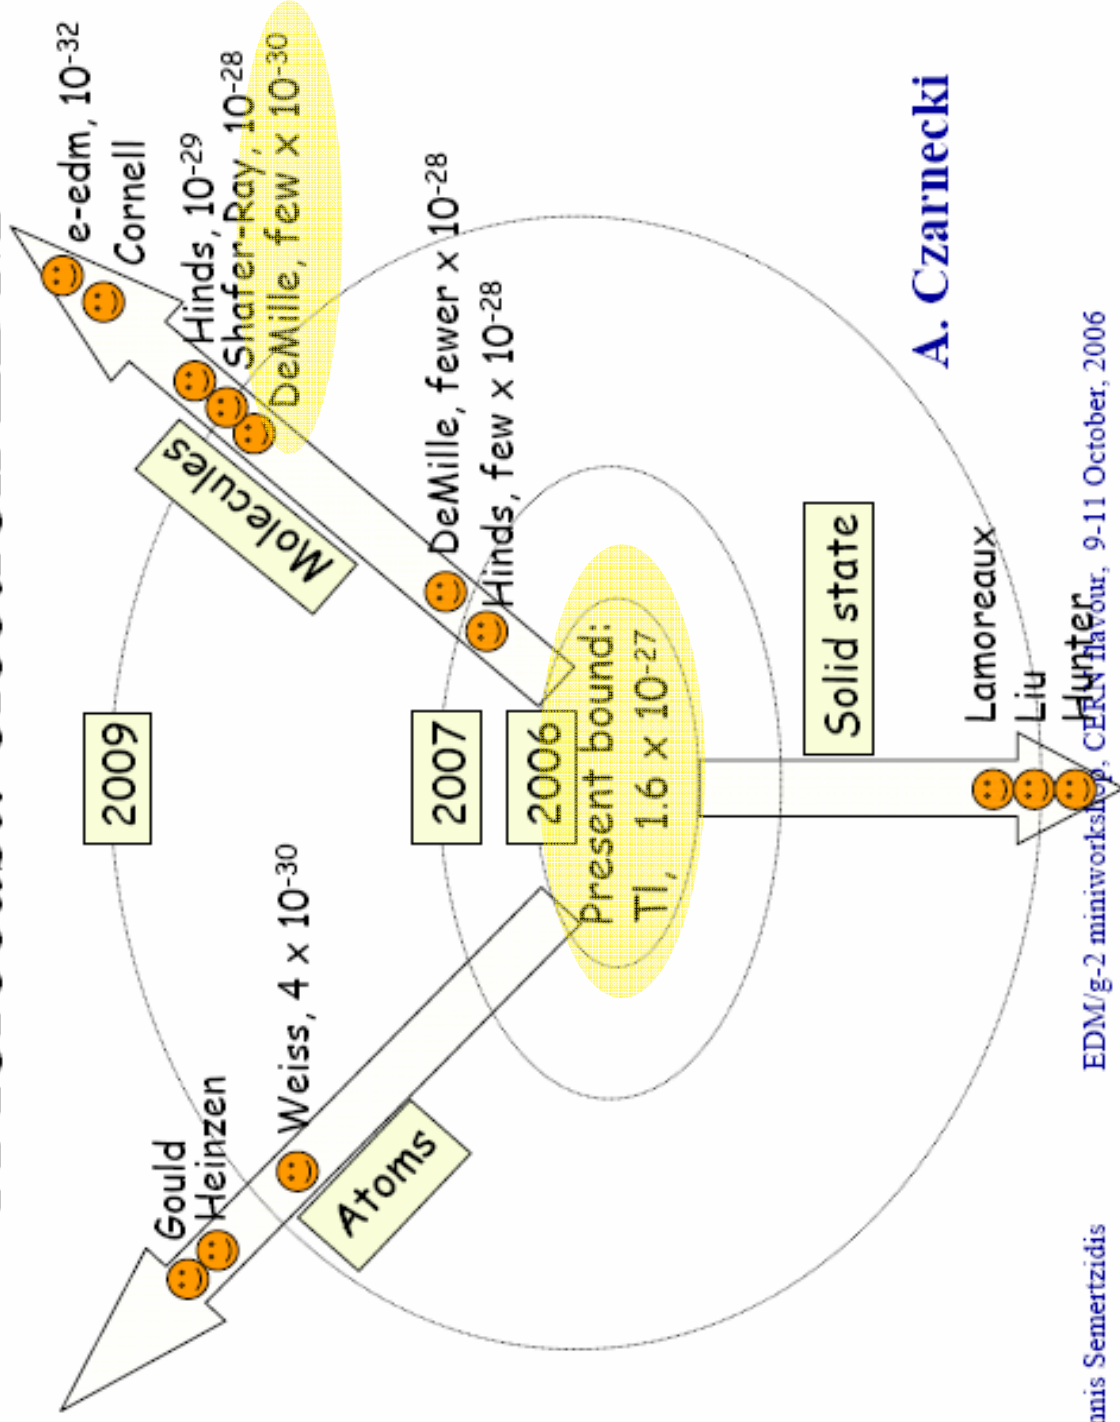 e-edm, 10-32
Cornell
Gould
Heinzen
Hinds, 10-29
Shafer-Ray, 10-28
DeMille, few x 10-30
2009
Molecules
Weiss, 4 x 10-30
Atoms
DeMille, fewer x 10-28
Hinds, few x 10-28
2007
2006
Present bound:
Tl, 1.6 x 10-27
Solid state
A. Czarnecki
Lamoreaux
Liu
Hunter
Semertzidis
EDM/g-2 miniworkshop, CERN flavour, 9-11 October, 2006